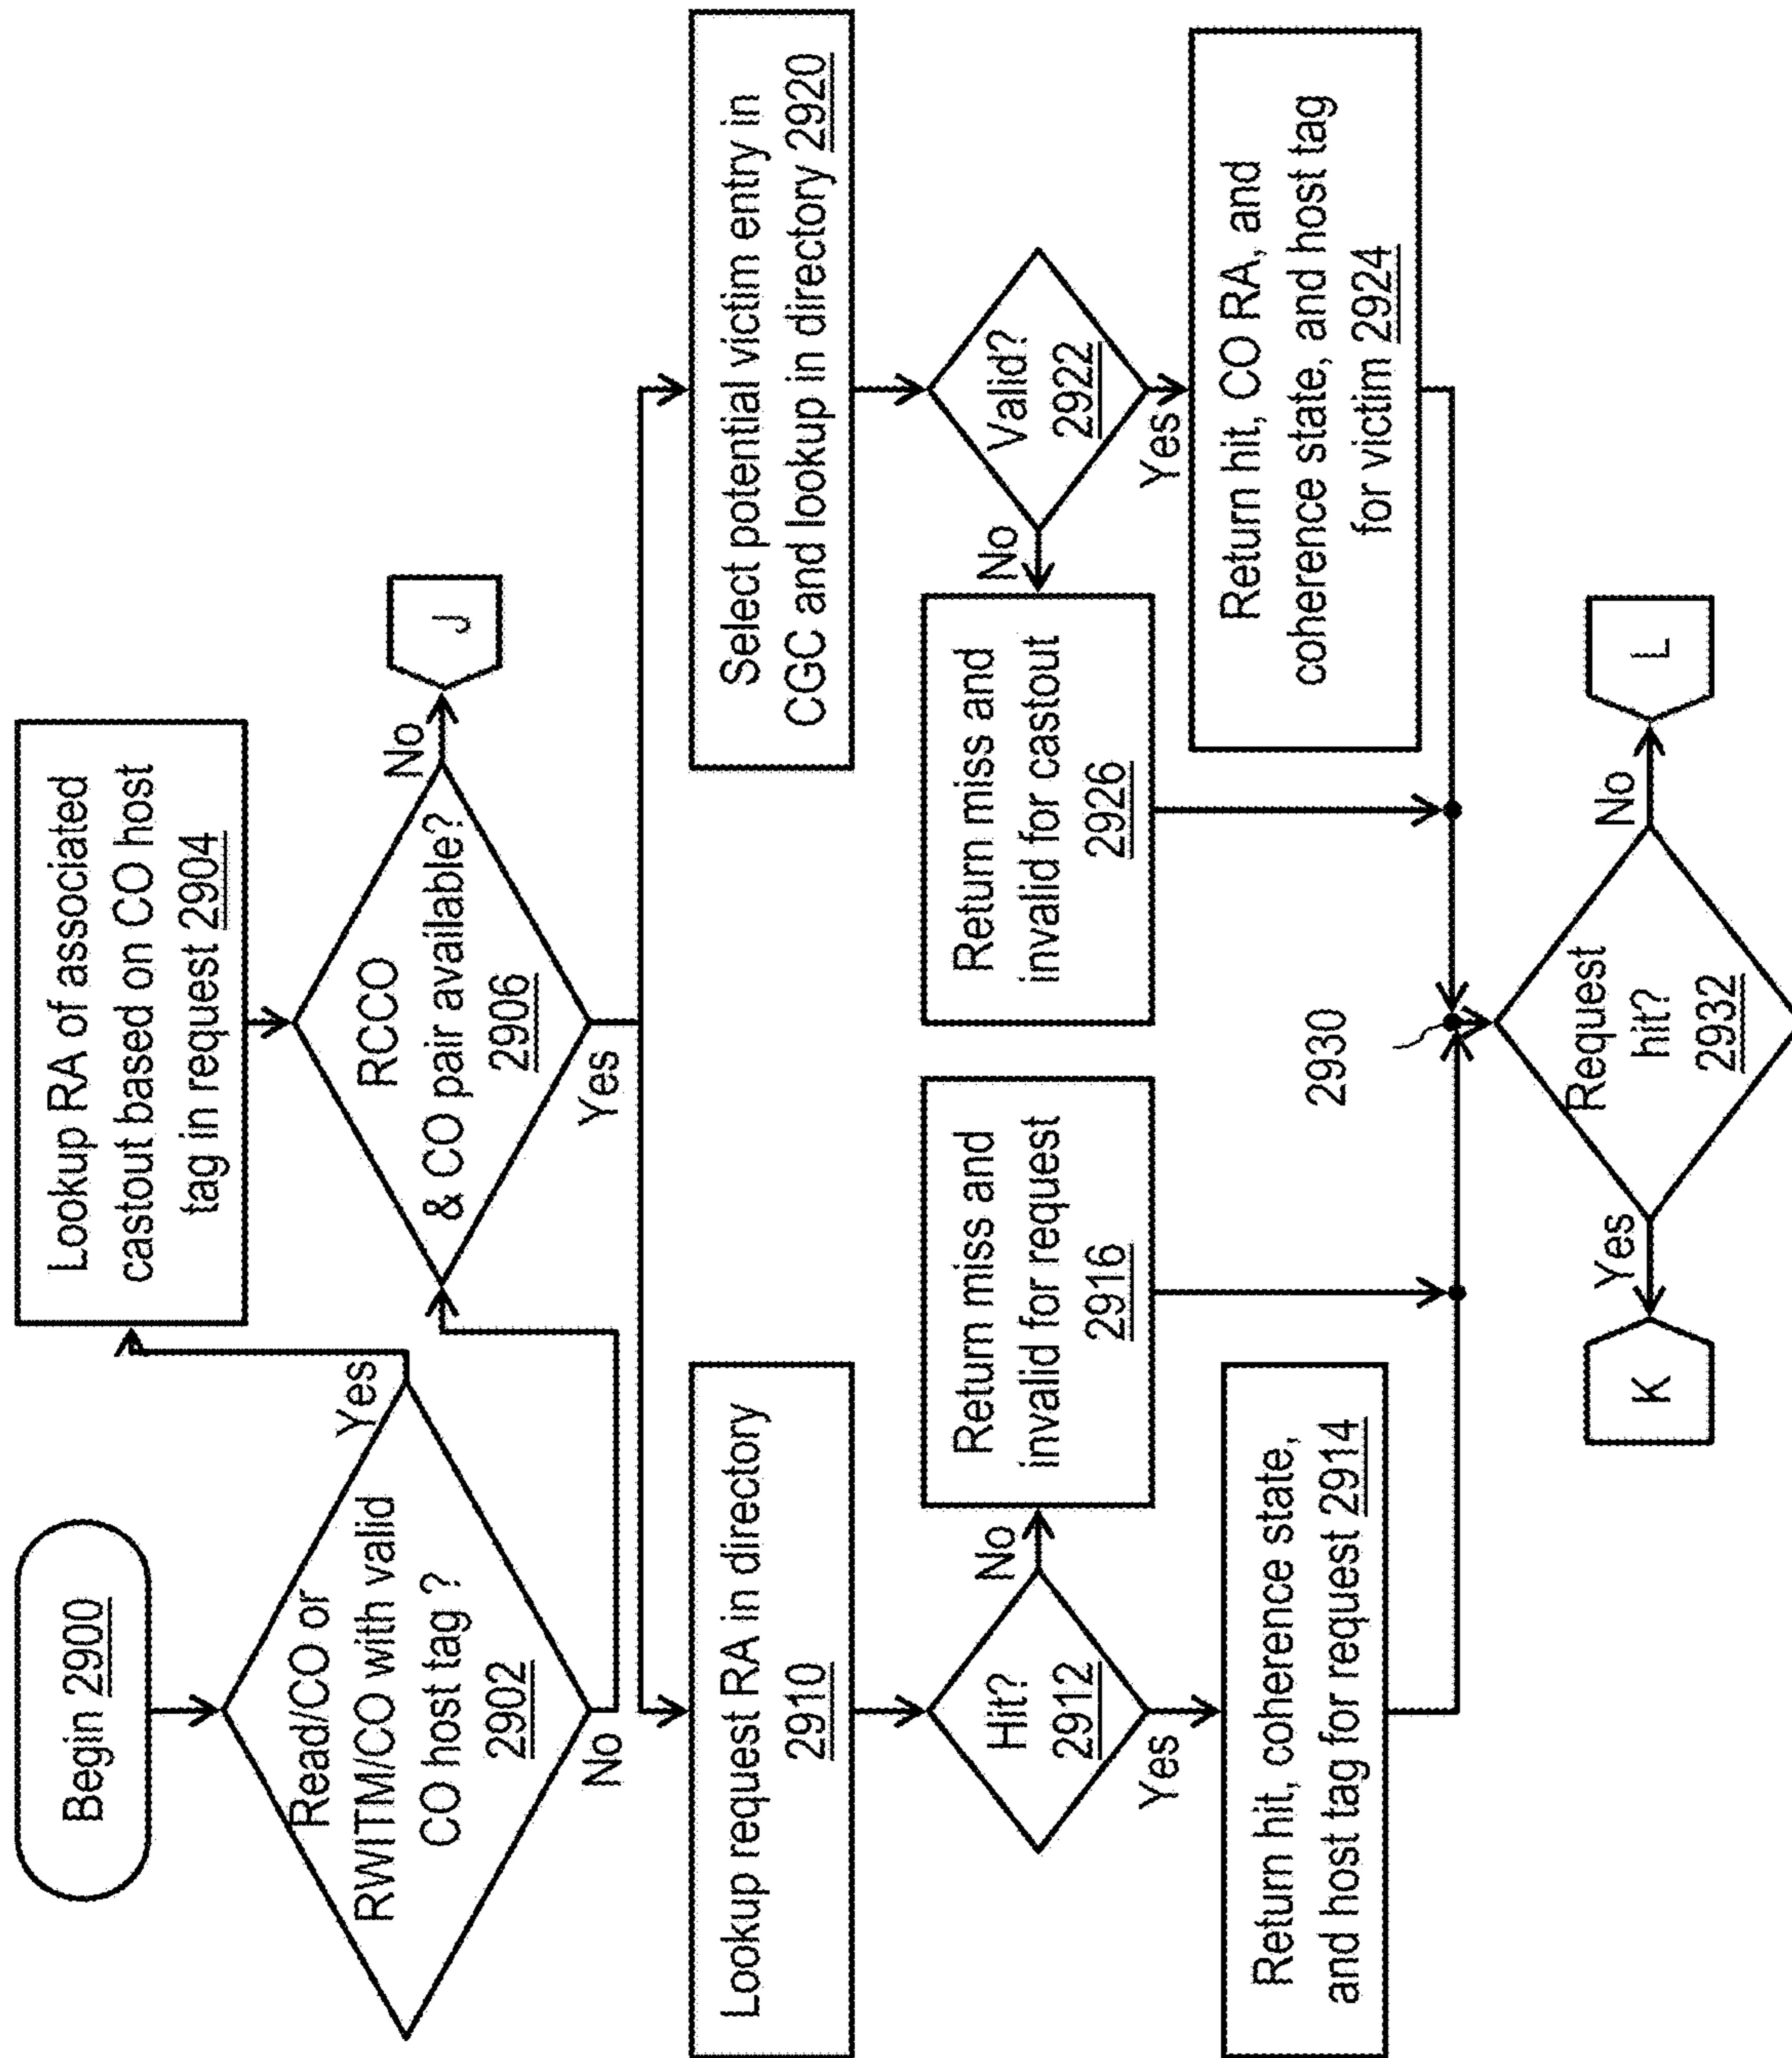 Begin 2900
Read/CO or
RWITM/CO with valid
CO host tag ?
2902
Yes
No
Lookup RA of associated
castout based on CO host
tag in request 2904
RCCO
& CO pair available?
2906
No
J
Yes
Lookup request RA in directory
2910
Hit?
2912
No
Yes
Return miss and
invalid for request
2916
Return hit, coherence state,
and host tag for request 2914
Select potential victim entry in
CGC and lookup in directory 2920
Valid?
2922
No
Yes
Return miss and
invalid for castout
2926
Return hit, CO RA, and
coherence state, and host tag
for victim 2924
2930
Request
hit?
2932
Yes
K
No
L